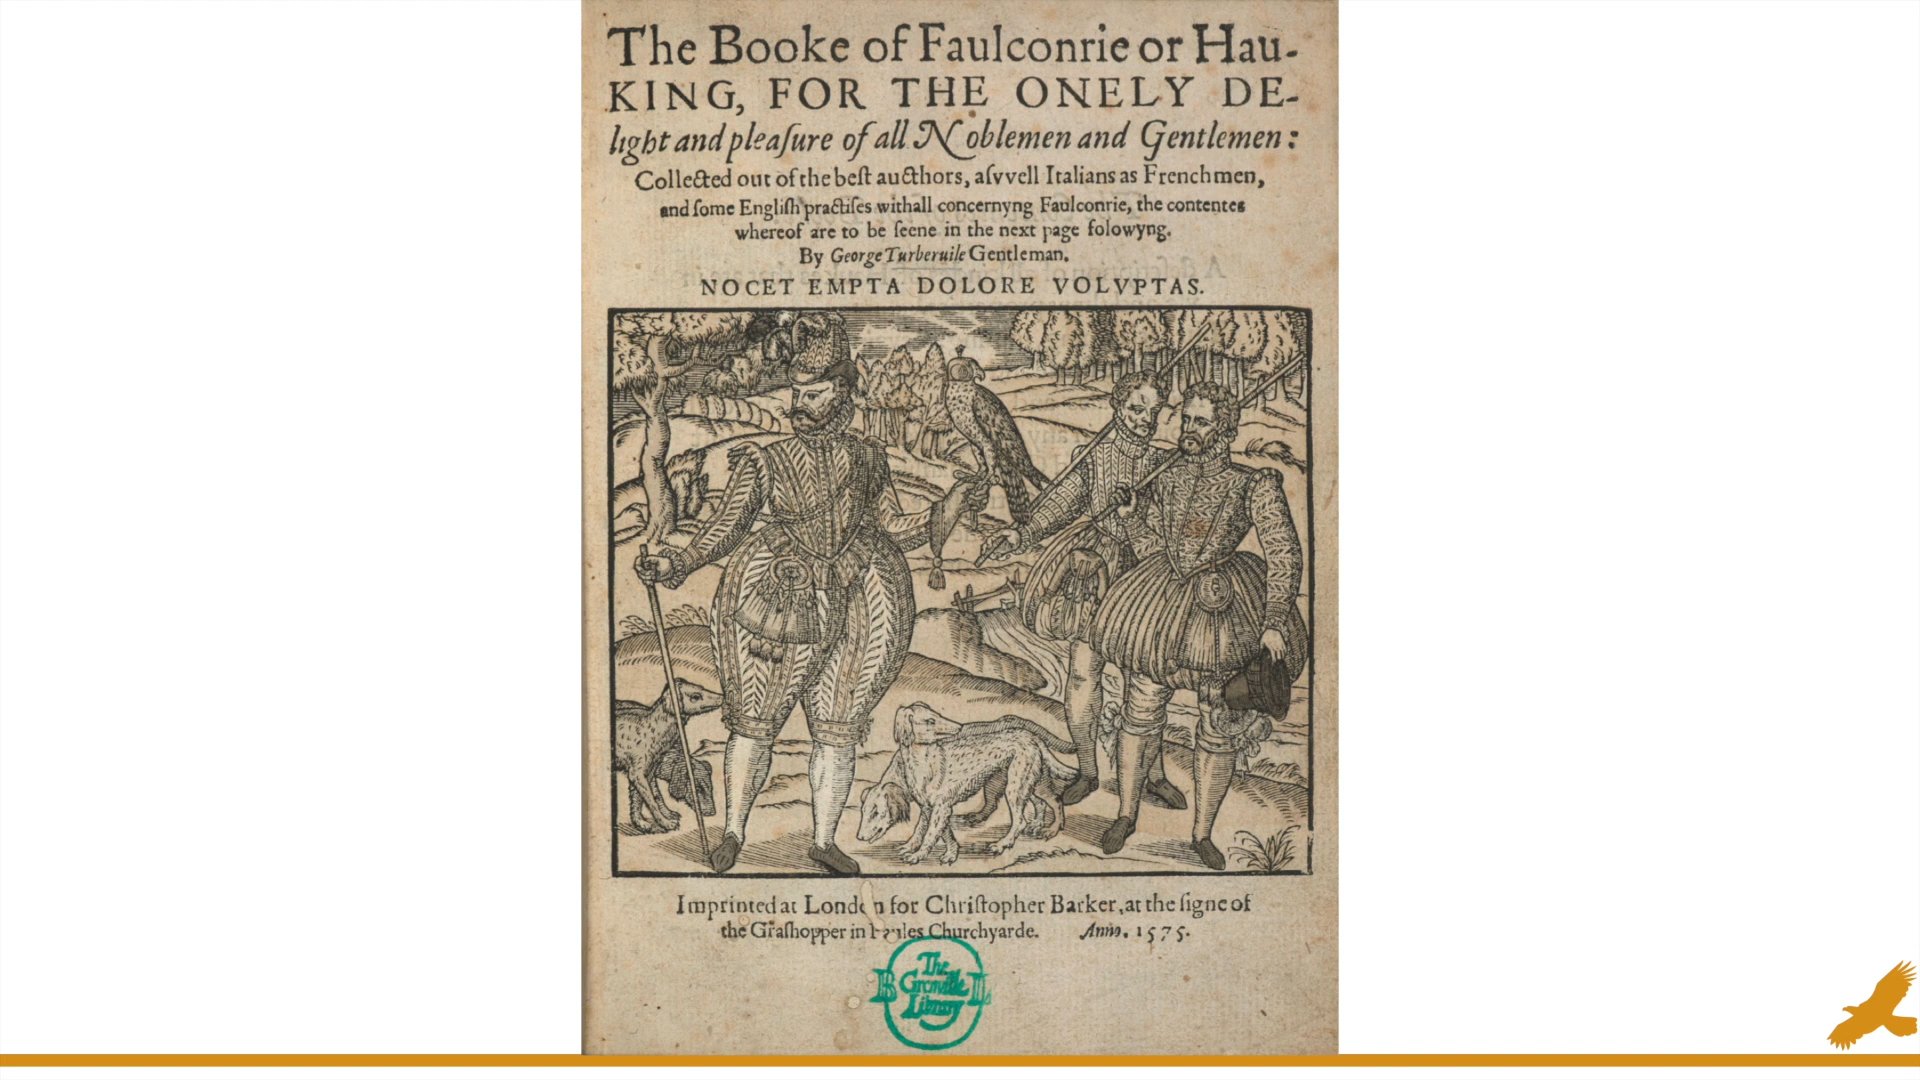 The Booke of Faulconrie or Hau-
KING, FOR THE ONELY DE-
light and pleaſure of all Noblemen and Gentlemen:
Collected out of the beſt aucthors, aſvvell Italians as Frenchmen,
and ſome Engliſh practiſes withall concernyng Faulconrie, the contentes
whereof are to be ſeene in the next page folowyng.
By George Turberuile Gentleman.
NOCET EMPTA DOLORE VOLVPTAS.
Imprinted at London for Chriſtopher Barker, at the ſigne of
the Graſhopper in Paules Churchyarde. Anno. 1575.
The
Grenville
Library